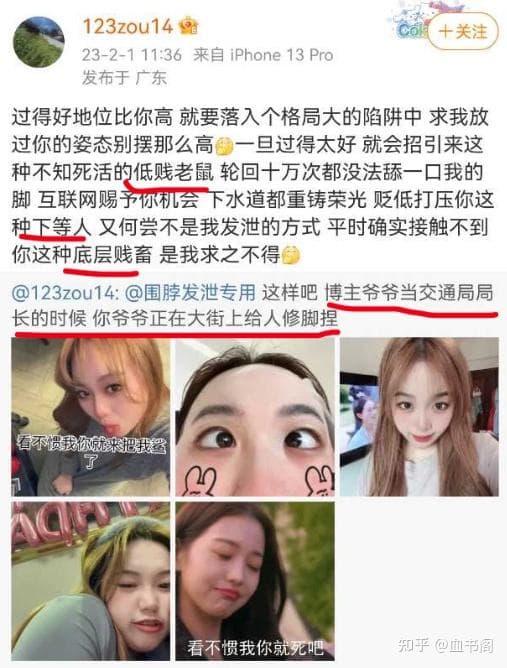 123zou14
23-2-1 11:36 来自 iPhone 13 Pro
发布于 广东
+关注
过得好地位比你高 就要落入个格局大的陷阱中 求我放
过你的姿态别摆那么高
一旦过得太好 就会招引来这
种不知死活的低贱老鼠 轮回十万次都没法舔一口我的
脚 互联网赐予你机会 下水道都重铸荣光 贬低打压你这
种下等人 又何尝不是我发泄的方式 平时确实接触不到
你这种底层贱畜 是我求之不得
@123zou14: @围脖发泄专用 这样吧 博主爷爷当交通局局
长的时候 你爷爷正在大街上给人修脚捏
看不惯我你就来把我鲨
了
看不惯我你就死吧
知乎 @血书阁